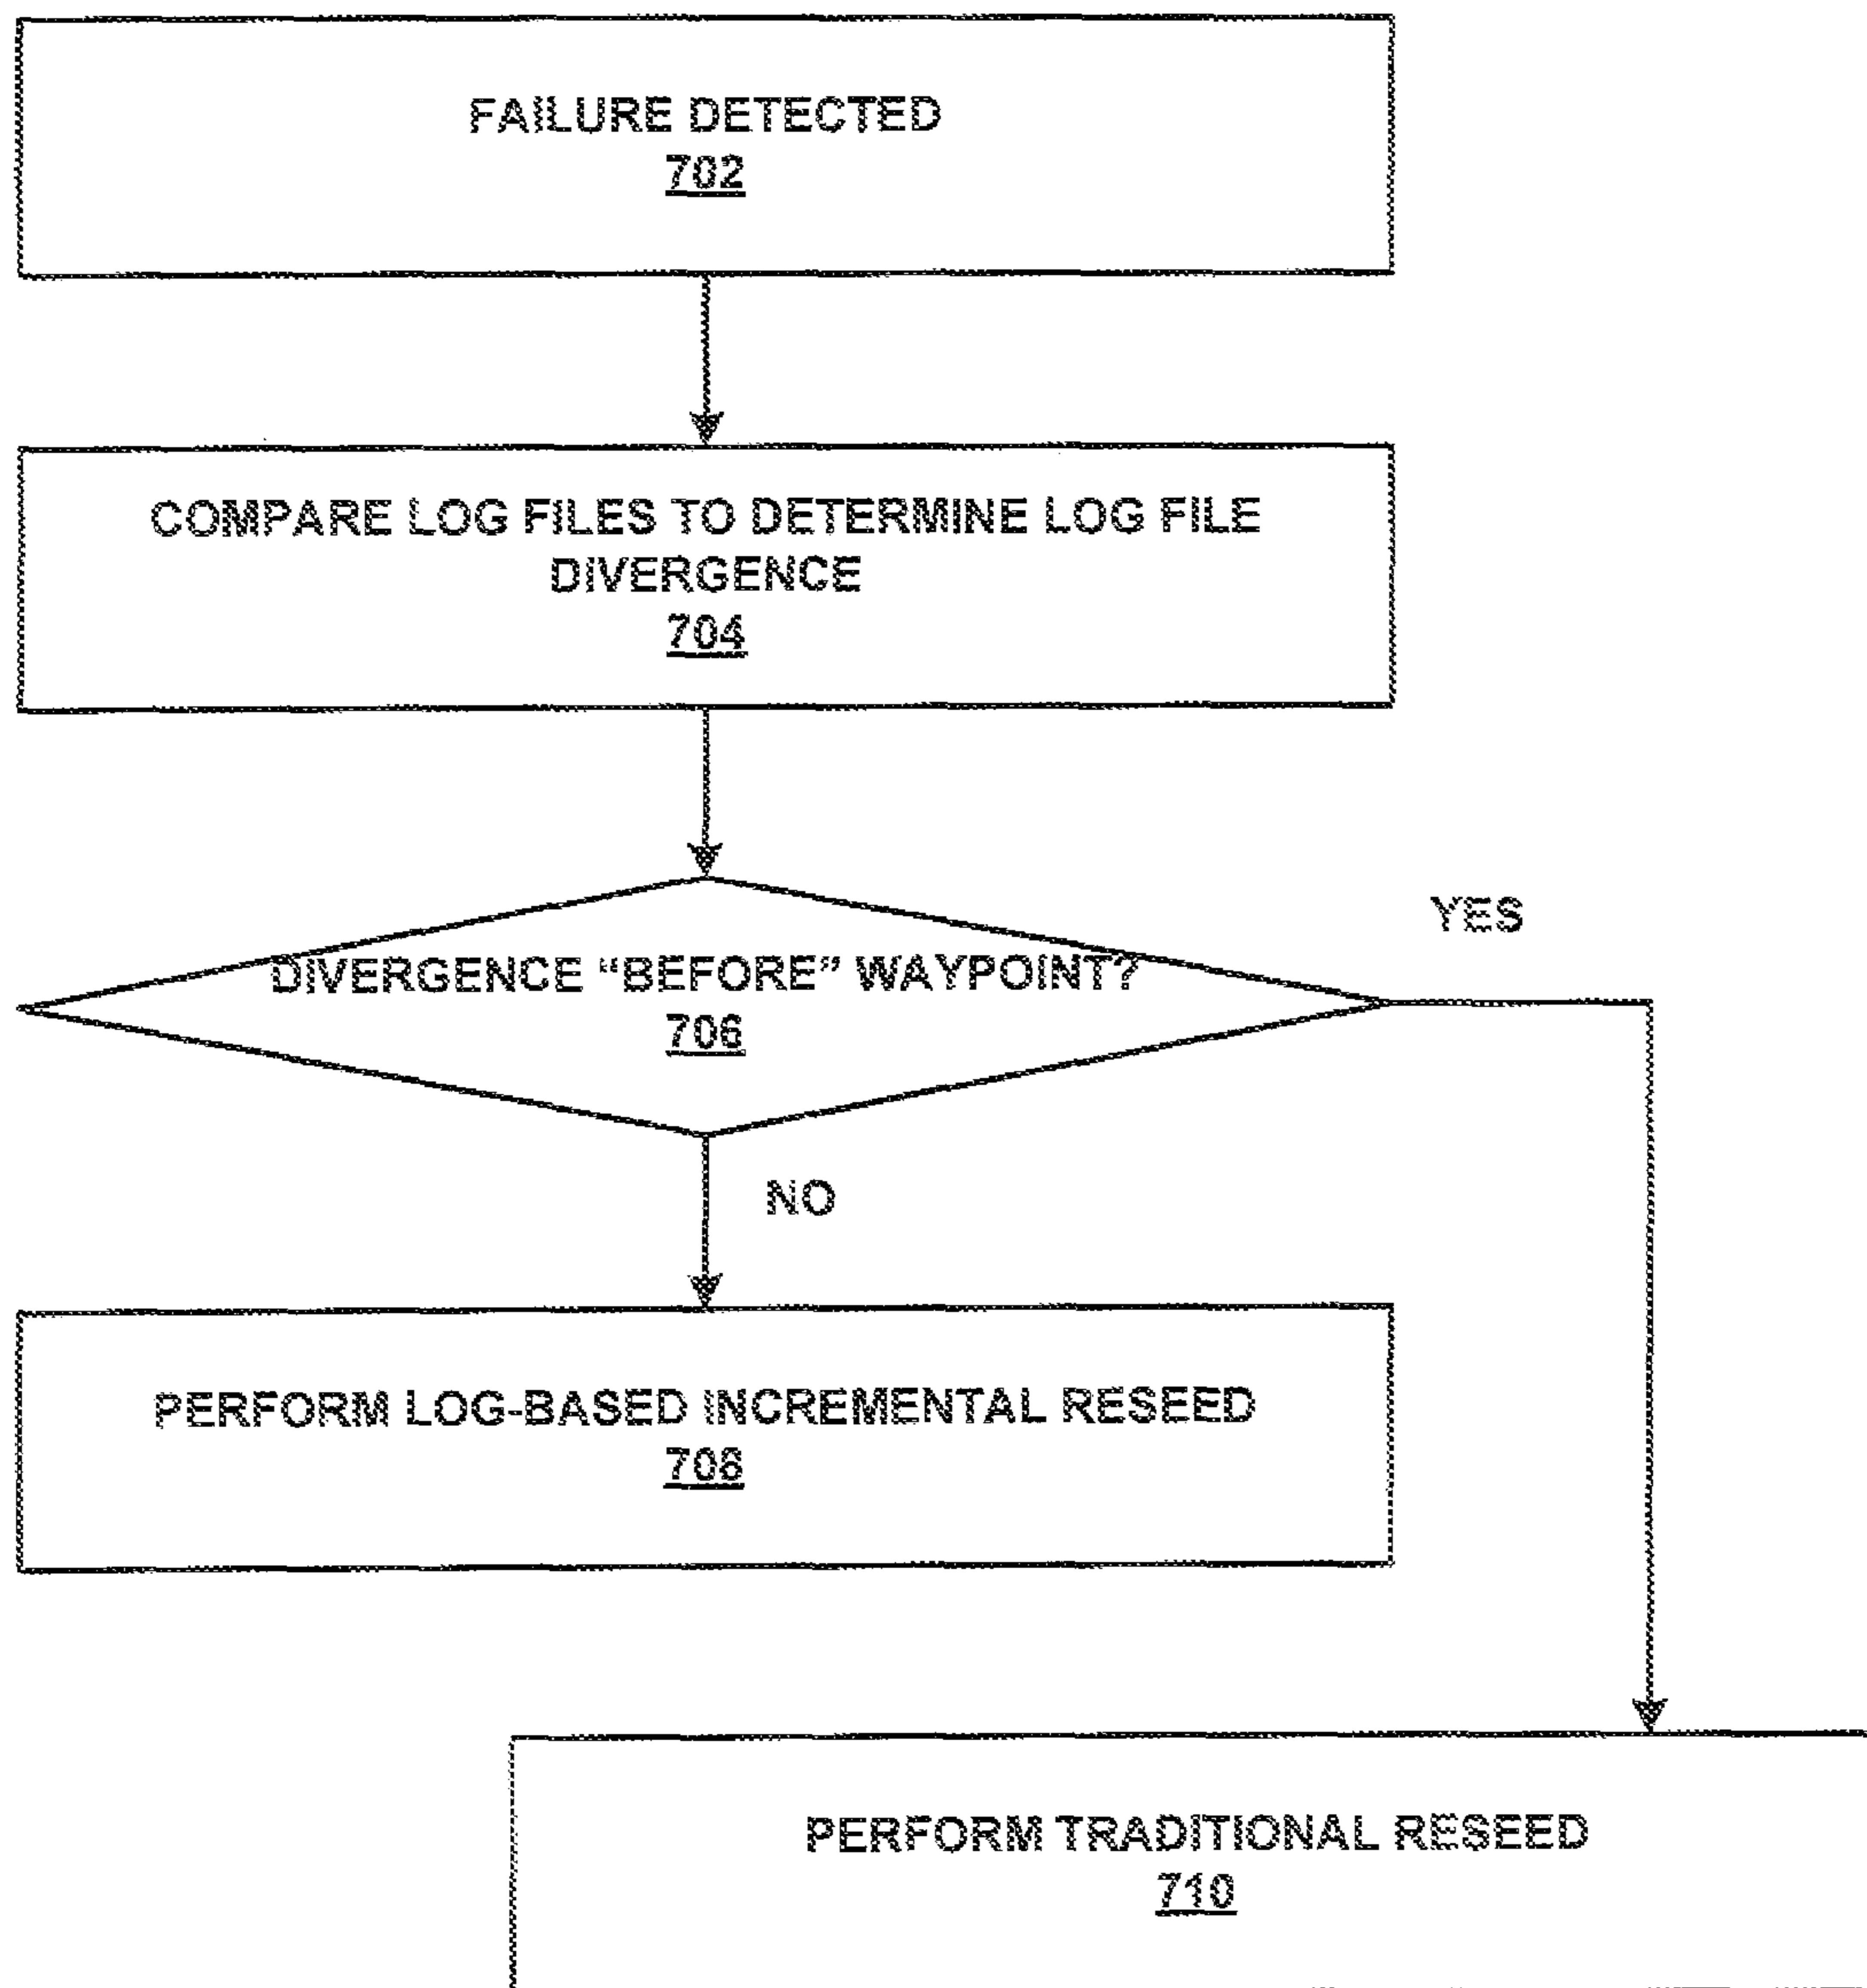 FAILURE DETECTED
702
COMPARE LOG FILES TO DETERMINE LOG FILE
DIVERGENCE
704
DIVERGENCE “BEFORE” WAYPOINT?
706
YES
NO
PERFORM LOG-BASED INCREMENTAL RESEED
708
PERFORM TRADITIONAL RESEED
710